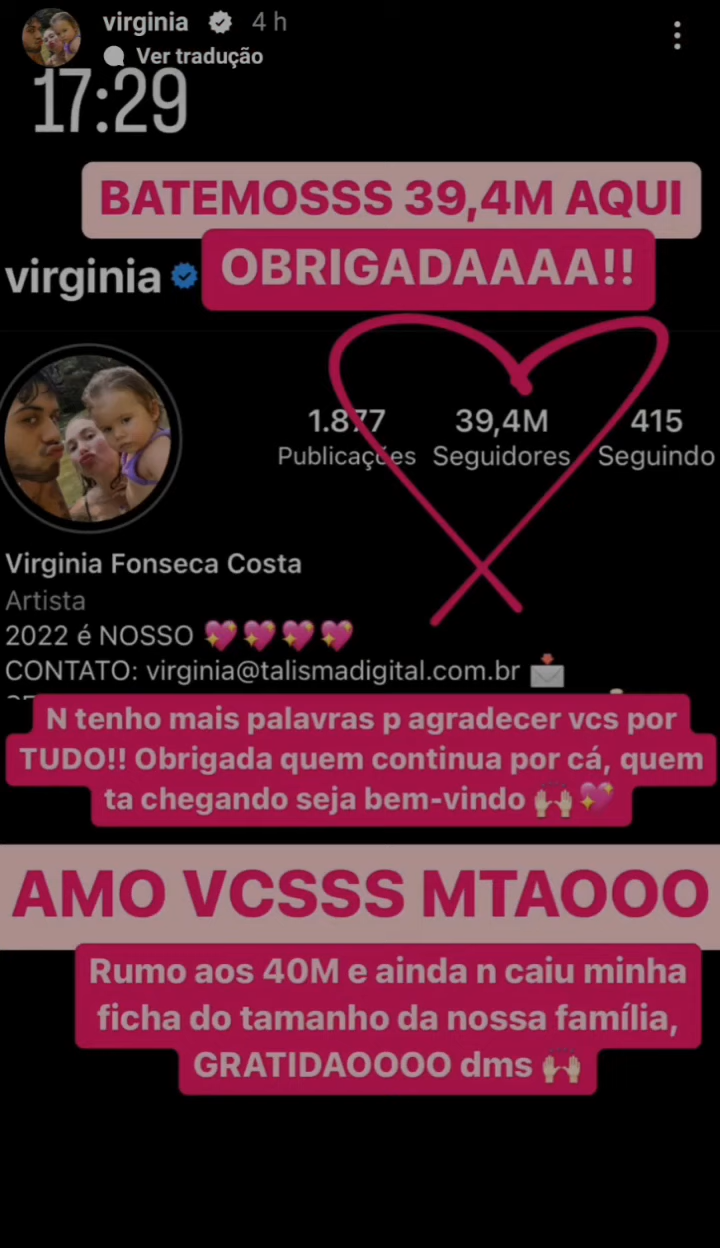 virginia 4 h
Ver tradução
17:29
BATEMOSSS 39,4M AQUI
virginia OBRIGADAAAA!!
1.877 39,4M 415
Publicações Seguidores Seguindo
Virginia Fonseca Costa
Artista
2022 é NOSSO 💖💖💖💖
CONTATO: virginia@talismadigital.com.br 📩
N tenho mais palavras p agradecer vcs por
TUDO!! Obrigada quem continua por cá, quem
ta chegando seja bem-vindo 🙌🏼💖
AMO VCSSS MTAOOO
Rumo aos 40M e ainda n caiu minha
ficha do tamanho da nossa família,
GRATIDAOOOO dms 🙌🏼